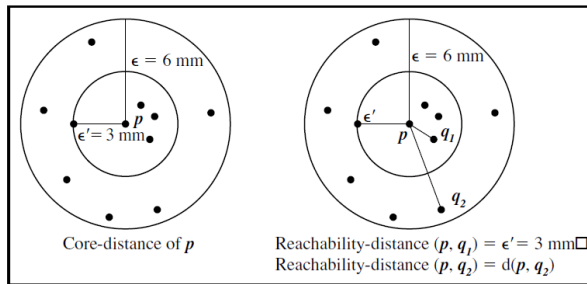 ϵ = 6 mm
p
ϵ′= 3 mm
Core-distance of p
ϵ = 6 mm
ϵ′
p
q1
q2
Reachability-distance (p, q1) = ϵ′= 3 mm□
Reachability-distance (p, q2) = d(p, q2)